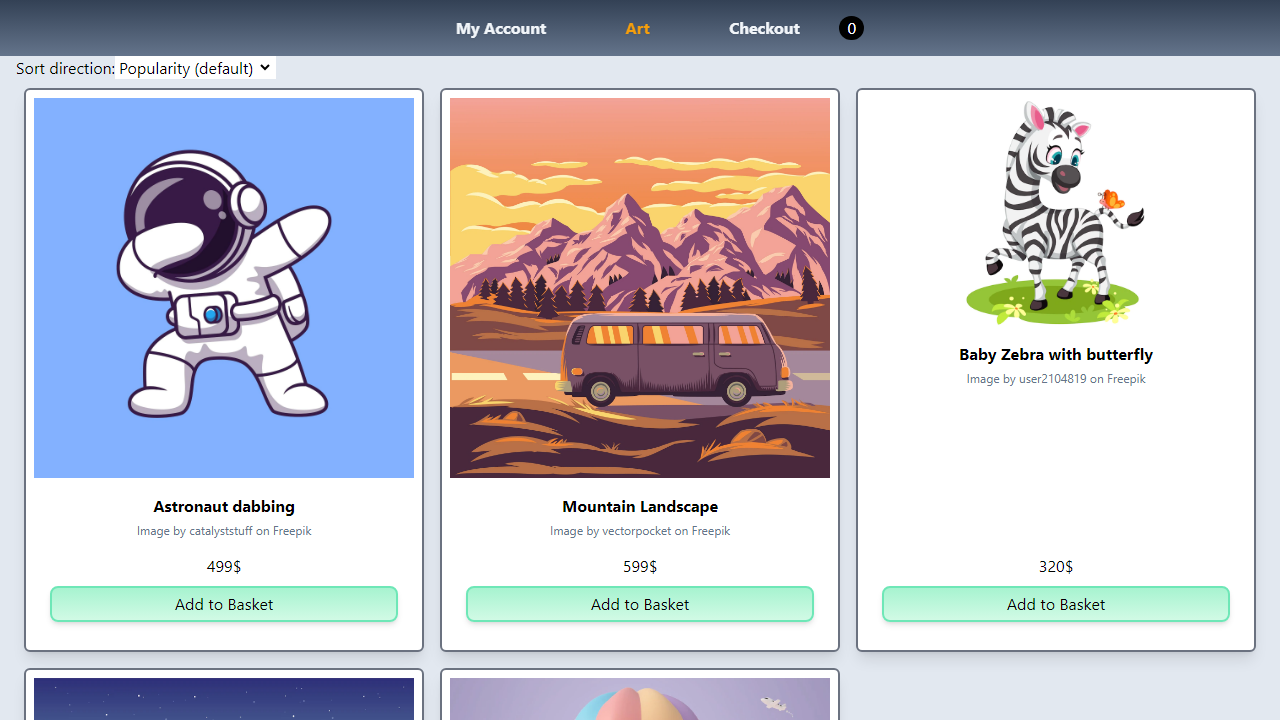 My Account Art Checkout 0
Sort direction: Popularity (default)
Astronaut dabbing
Image by catalyststuff on Freepik
499$
Add to Basket
Mountain Landscape
Image by vectorpocket on Freepik
599$
Add to Basket
Baby Zebra with butterfly
Image by user2104819 on Freepik
320$
Add to Basket